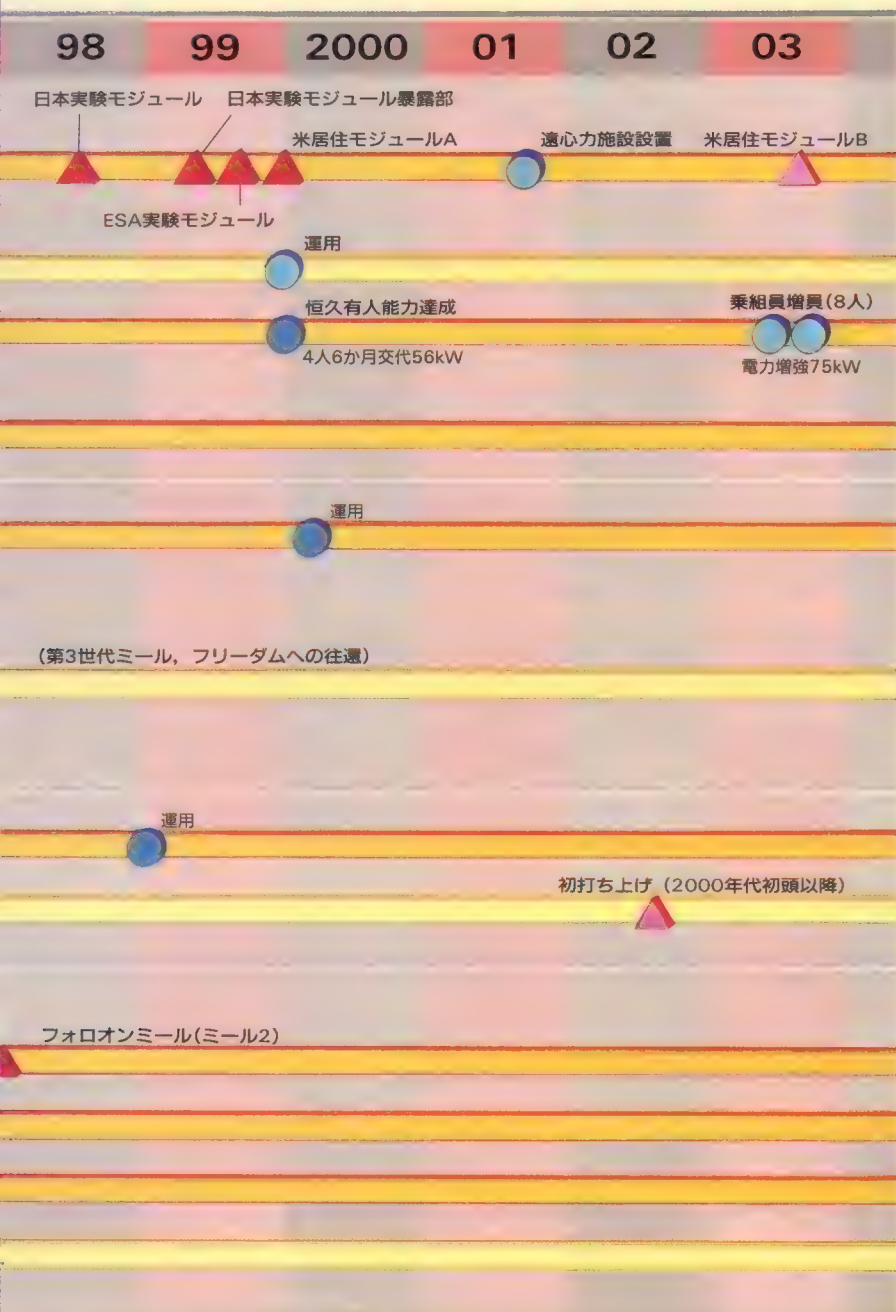 98 99 2000 01 02 03
日本実験モジュール 日本実験モジュール暴露部
米居住モジュールA 遠心力施設設置 米居住モジュールB
ESA実験モジュール
運用
恒久有人能力達成 乗組員増員(8人)
4人6か月交代56kW 電力増強75kW
運用
(第3世代ミール,フリーダムへの往還)
運用
初打ち上げ(2000年代初頭以降)
フォロオンミール(ミール2)